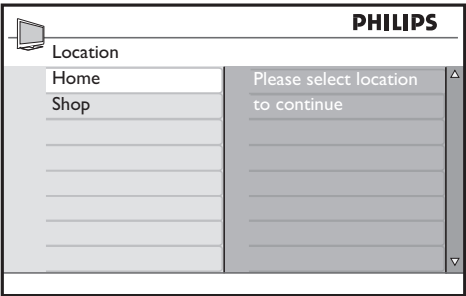 PHILIPS
Location
Home
Shop
Please select location
to continue